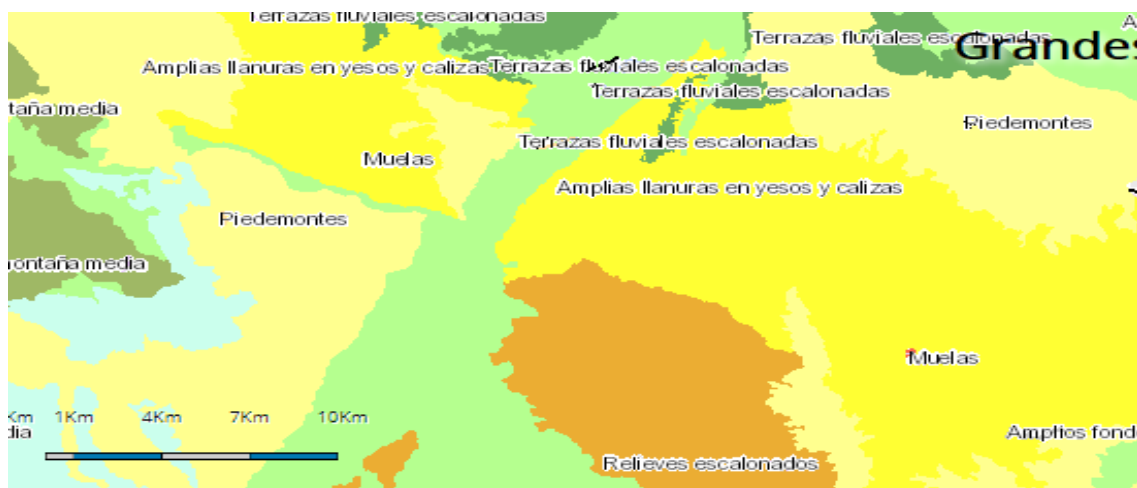 Terrazas fluviales escalonadas
A
Terrazas fluviales escalonadas
Grandes
Amplias llanuras en yesos y calizas
Terrazas fluviales escalonadas
Terrazas fluviales escalonadas
taña media
Piedemontes
Terrazas fluviales escalonadas
Muelas
Amplias llanuras en yesos y calizas
Piedemontes
ontaña media
Muelas
Km 1Km 4Km 7Km 10Km
dia
Amplios fond
Relieves escalonados